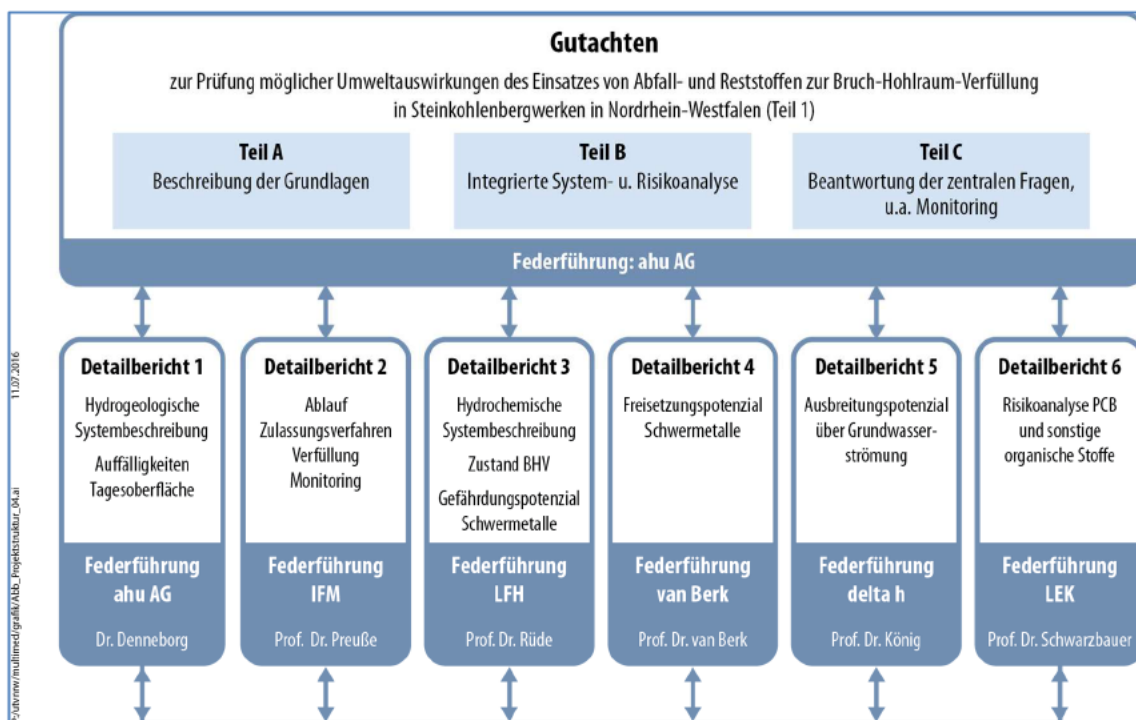 Gutachten
zur Prüfung möglicher Umweltauswirkungen des Einsatzes von Abfall- und Reststoffen zur Bruch-Hohlraum-Verfüllung
in Steinkohlenbergwerken in Nordrhein-Westfalen (Teil 1)
Teil A
Beschreibung der Grundlagen
Teil B
Integrierte System- u. Risikoanalyse
Teil C
Beantwortung der zentralen Fragen,
u.a. Monitoring
Federführung: ahu AG
Detailbericht 1
Hydrogeologische
Systembeschreibung
Auffälligkeiten
Tagesoberfläche
Federführung
ahu AG
Dr. Denneborg
Detailbericht 2
Ablauf
Zulassungsverfahren
Verfüllung
Monitoring
Federführung
IFM
Prof. Dr. Preuße
Detailbericht 3
Hydrochemische
Systembeschreibung
Zustand BHV
Gefährdungspotenzial
Schwermetalle
Federführung
LFH
Prof. Dr. Rüde
Detailbericht 4
Freisetzungspotenzial
Schwermetalle
Federführung
van Berk
Prof. Dr. van Berk
Detailbericht 5
Ausbreitungspotenzial
über Grundwasser-
strömung
Federführung
delta h
Prof. Dr. König
Detailbericht 6
Risikoanalyse PCB
und sonstige
organische Stoffe
Federführung
LEK
Prof. Dr. Schwarzbauer
11.07.2016